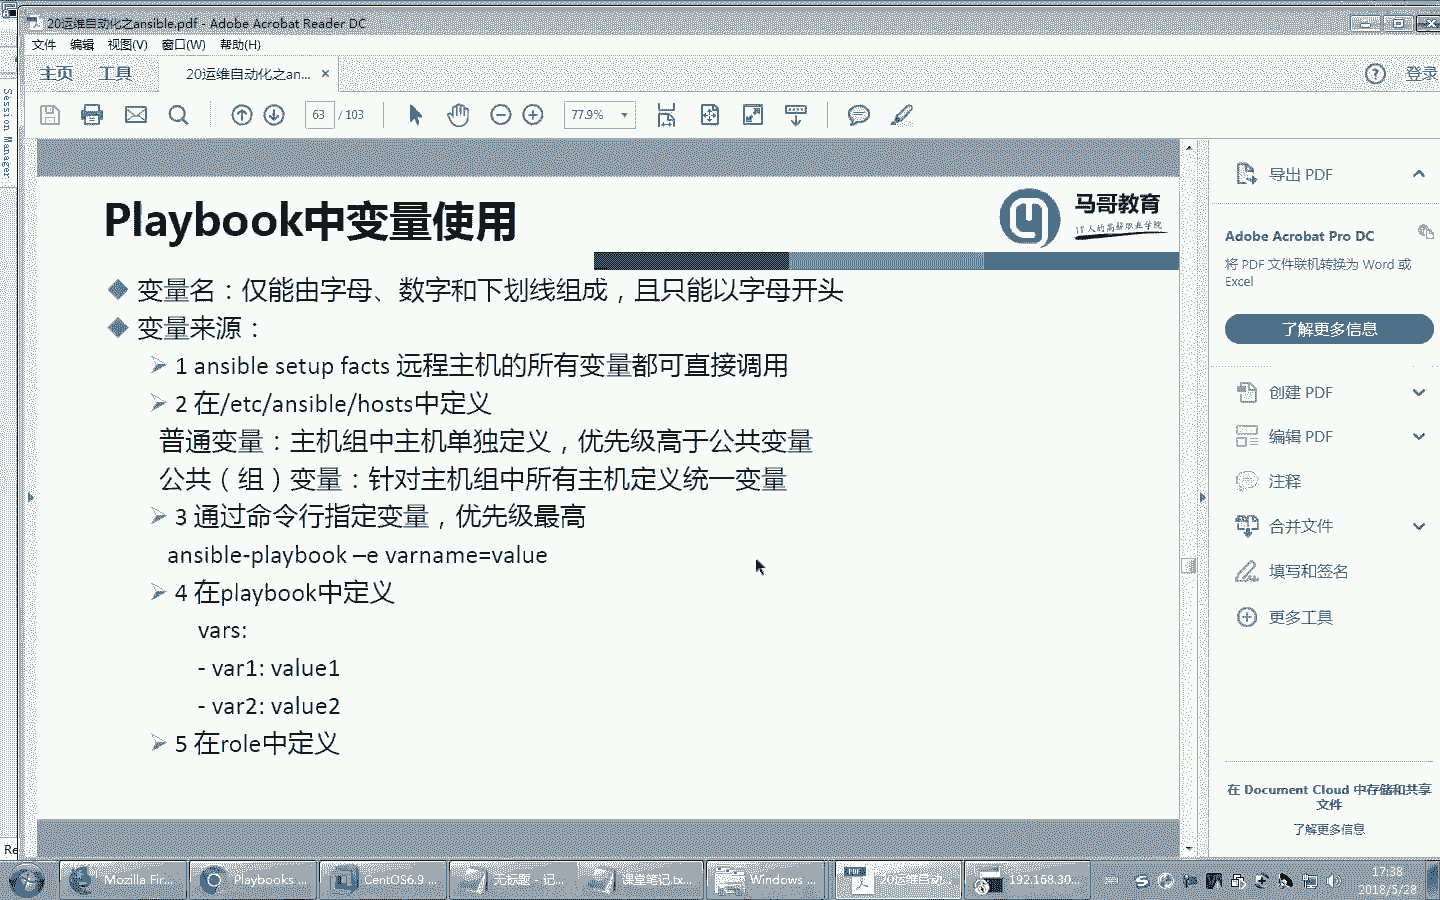 20运维自动化之ansible.pdf - Adobe Acrobat Reader DC
文件 编辑 视图(V) 窗口(W) 帮助(H)
主页 工具 20运维自动化之an... × 登录
63 / 103 77.9%
Session Manager
Playbook中变量使用
马哥教育
IT人的高薪职业学院
变量名：仅能由字母、数字和下划线组成，且只能以字母开头
变量来源：
1 ansible setup facts 远程主机的所有变量都可直接调用
2 在/etc/ansible/hosts中定义
普通变量：主机组中主机单独定义，优先级高于公共变量
公共（组）变量：针对主机组中所有主机定义统一变量
3 通过命令行指定变量，优先级最高
ansible-playbook –e varname=value
4 在playbook中定义
vars:
- var1: value1
- var2: value2
5 在role中定义
导出 PDF
Adobe Acrobat Pro DC
将 PDF 文件联机转换为 Word 或
Excel
了解更多信息
创建 PDF
编辑 PDF
注释
合并文件
填写和签名
更多工具
在 Document Cloud 中存储和共享
文件
了解更多信息
Re
Mozilla Fir... Playbooks ... CentOS6.9 ... 无标题 - 记... 课堂笔记.tx... Windows ... 20运维自动... 192.168.30...
17:38
2018/5/28